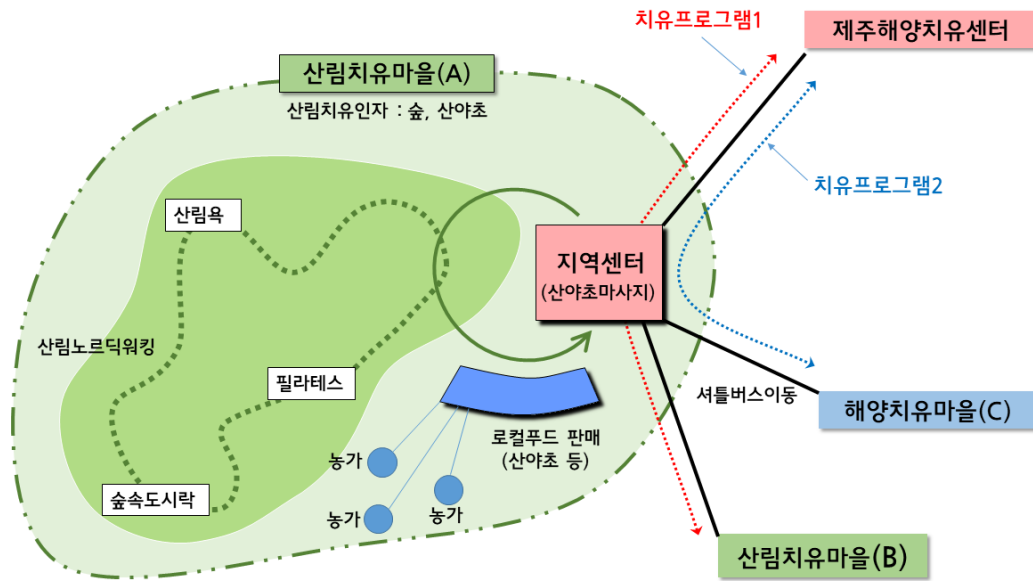 치유프로그램1
제주해양치유센터
산림치유마을(A)
산림치유인자 : 숲, 산야초
치유프로그램2
산림욕
지역센터
(산야초마사지)
산림노르딕워킹
필라테스
셔틀버스이동
해양치유마을(C)
로컬푸드 판매
(산야초 등)
농가
농가
농가
숲속도시락
산림치유마을(B)